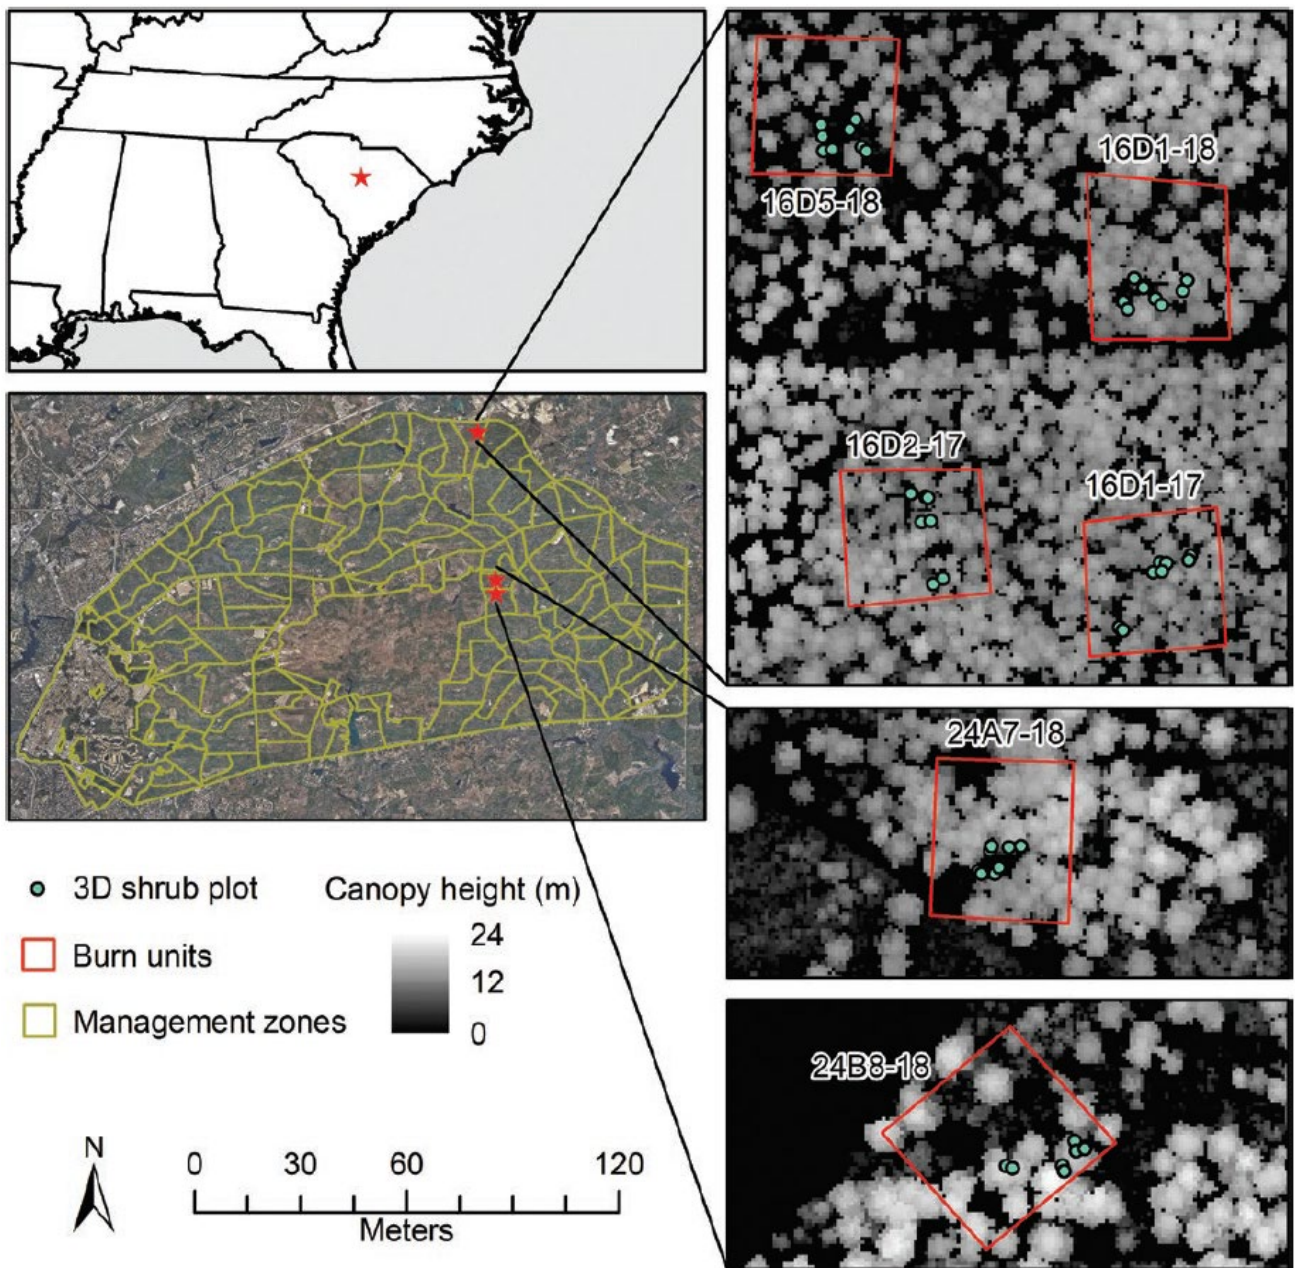 16D1-18
16D5-18
16D2-17
16D1-17
24A7-18
24B8-18
3D shrub plot
Burn units
Management zones
Canopy height (m)
24
12
0
N
0 30 60 120
Meters